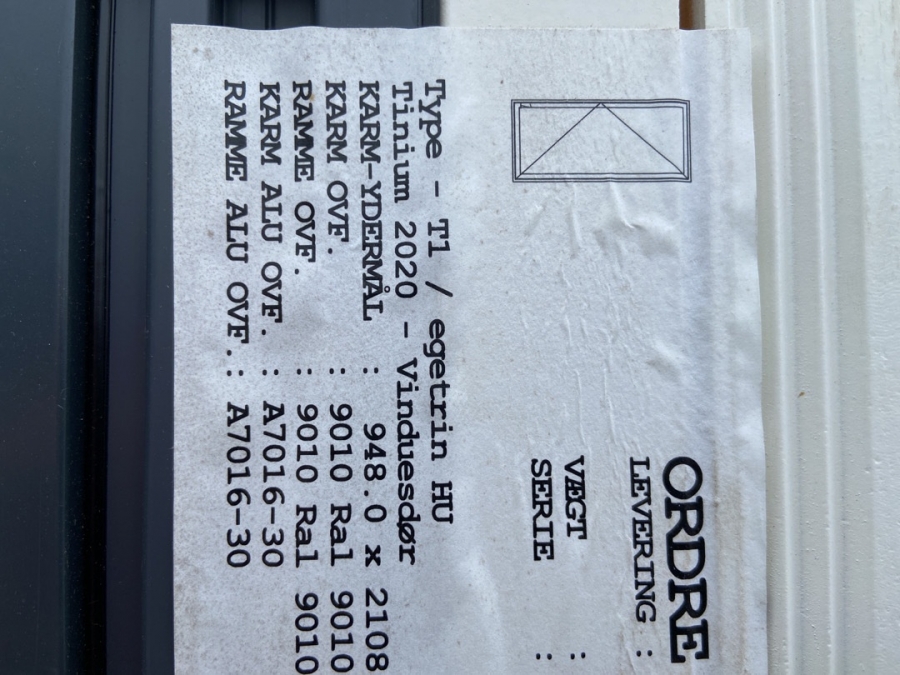 ORDRE
LEVERING :
VÆGT :
SERIE :
Type - T1 / egetrin HU
Tinium 2020 - Vinduesdør
KARM-YDERMÅL : 948.0 x 2108
KARM OVF. : 9010 Ral 9010
RAMME OVF. : 9010 Ral 9010
KARM ALU OVF. : A7016-30
RAMME ALU OVF.: A7016-30